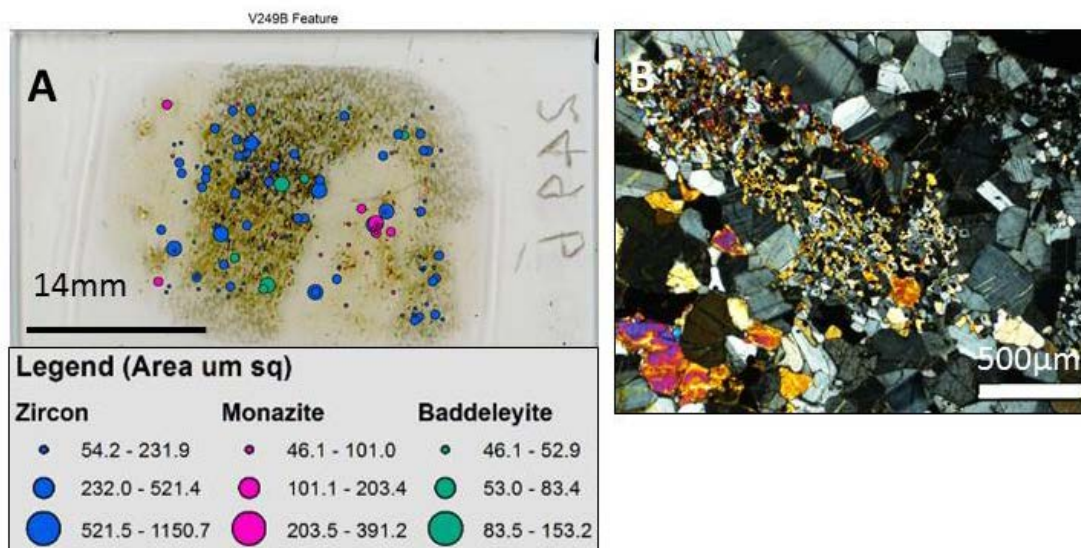 V249B Feature
A
14mm
B
500µm
Legend (Area um sq)
Zircon Monazite Baddeleyite
54.2 - 231.9 46.1 - 101.0 46.1 - 52.9
232.0 - 521.4 101.1 - 203.4 53.0 - 83.4
521.5 - 1150.7 203.5 - 391.2 83.5 - 153.2